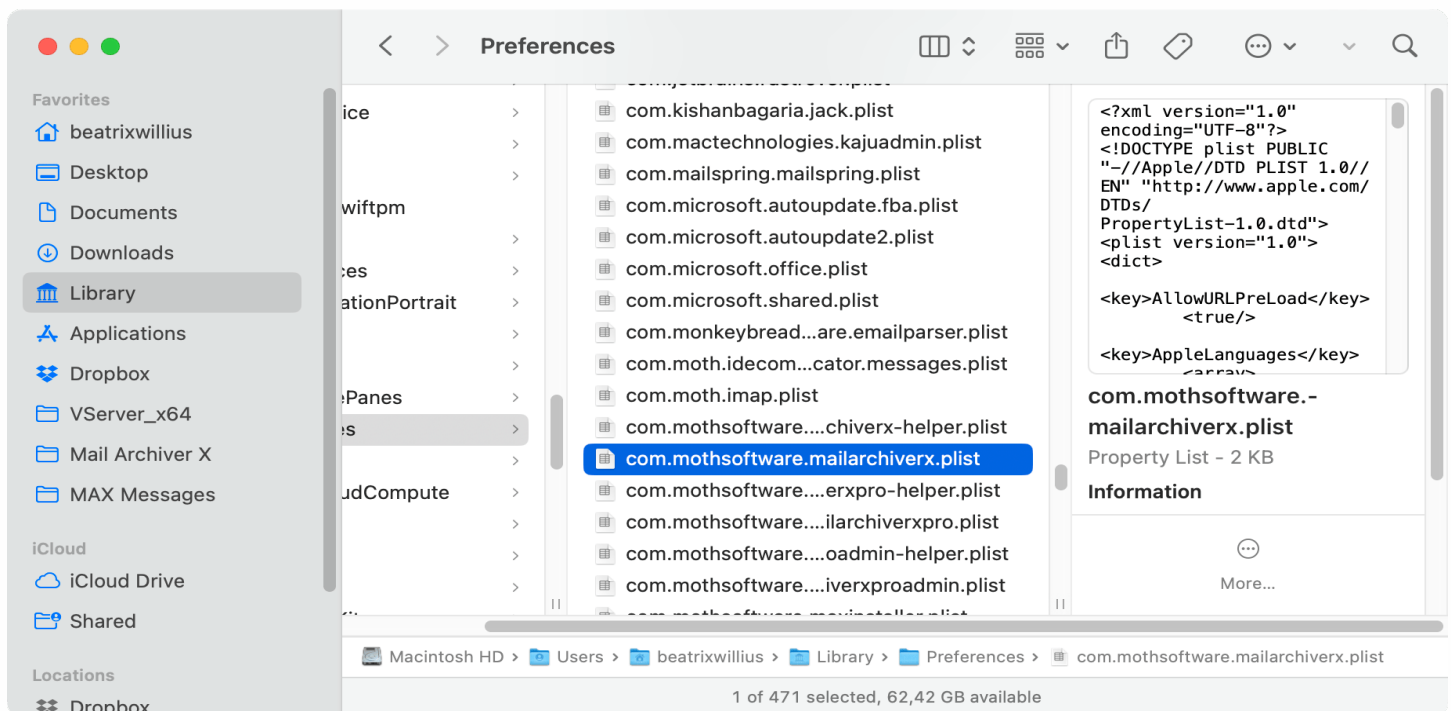 Preferences
Favorites
beatrixwillius
Desktop
Documents
Downloads
Library
Applications
Dropbox
VServer_x64
Mail Archiver X
MAX Messages
iCloud
iCloud Drive
Shared
Locations
Dropbox
ice
wiftpm
ces
ationPortrait
ePanes
es
udCompute
com.kishanbagaria.jack.plist
com.mactechnologies.kajuadmin.plist
com.mailspring.mailspring.plist
com.microsoft.autoupdate.fba.plist
com.microsoft.autoupdate2.plist
com.microsoft.office.plist
com.microsoft.shared.plist
com.monkeybread...are.emailparser.plist
com.moth.idecom...cator.messages.plist
com.moth.imap.plist
com.mothsoftware....chiverx-helper.plist
com.mothsoftware.mailarchiverx.plist
com.mothsoftware....erxpro-helper.plist
com.mothsoftware....ilarchiverxpro.plist
com.mothsoftware....oadmin-helper.plist
com.mothsoftware....iverxproadmin.plist
<?xml version="1.0"
encoding="UTF-8"?>
<!DOCTYPE plist PUBLIC
"-//Apple//DTD PLIST 1.0//
EN" "http://www.apple.com/
DTDs/
PropertyList-1.0.dtd">
<plist version="1.0">
<dict>
<key>AllowURLPreLoad</key>
<true/>
<key>AppleLanguages</key>
<array>
com.mothsoftware.-
mailarchiverx.plist
Property List - 2 KB
Information
More...
Macintosh HD › Users › beatrixwillius › Library › Preferences › com.mothsoftware.mailarchiverx.plist
1 of 471 selected, 62,42 GB available